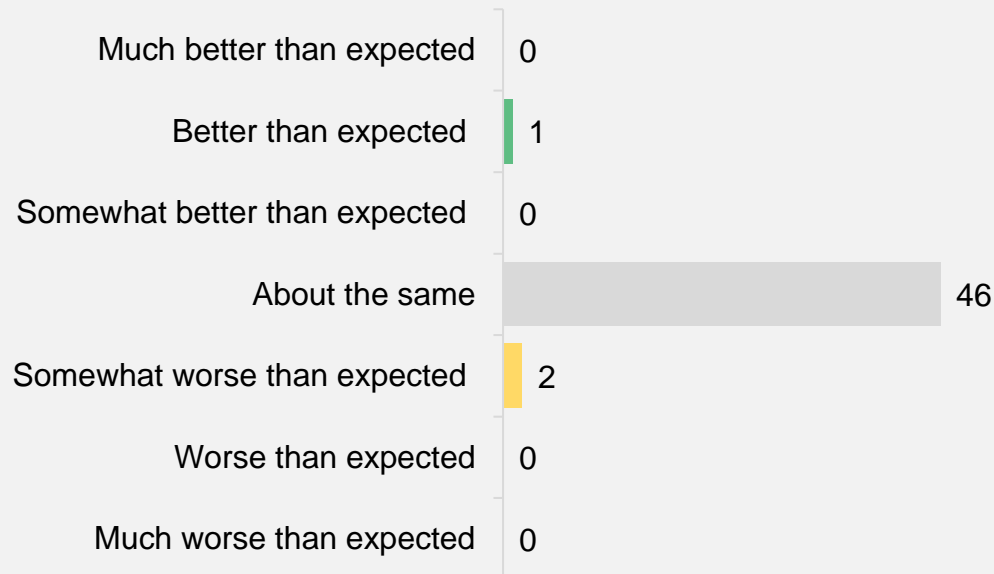 Much better than expected 0
Better than expected 1
Somewhat better than expected 0
About the same 46
Somewhat worse than expected 2
Worse than expected 0
Much worse than expected 0